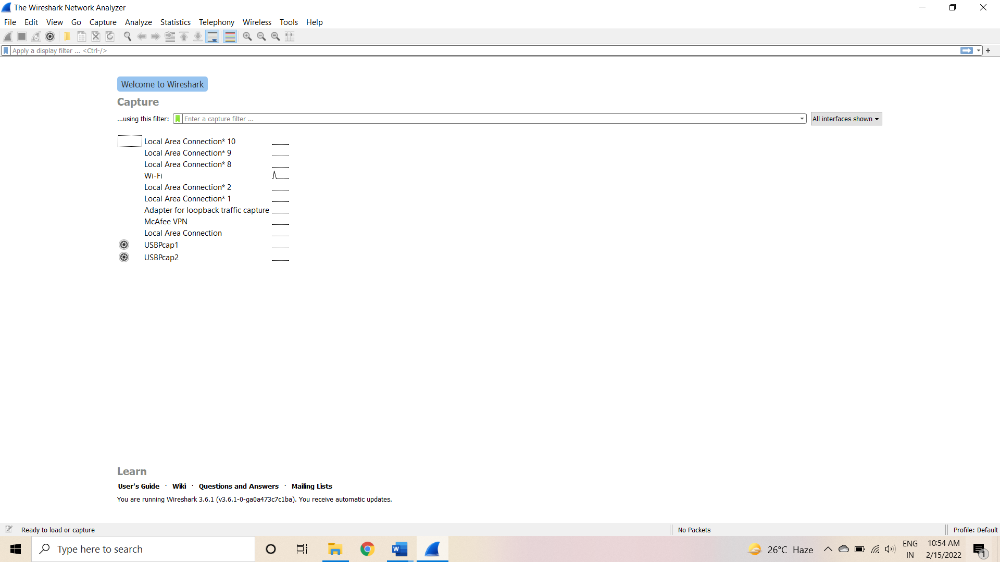 The Wireshark Network Analyzer
File Edit View Go Capture Analyze Statistics Telephony Wireless Tools Help
Apply a display filter ... <Ctrl-/>
Welcome to Wireshark
Capture
...using this filter: Enter a capture filter ... All interfaces shown
Local Area Connection* 10
Local Area Connection* 9
Local Area Connection* 8
Wi-Fi
Local Area Connection* 2
Local Area Connection* 1
Adapter for loopback traffic capture
McAfee VPN
Local Area Connection
USBPcap1
USBPcap2
Learn
User's Guide · Wiki · Questions and Answers · Mailing Lists
You are running Wireshark 3.6.1 (v3.6.1-0-ga0a473c7c1ba). You receive automatic updates.
Ready to load or capture No Packets Profile: Default
Type here to search
W
26°C Haze
ENG
IN
10:54 AM
2/15/2022
1